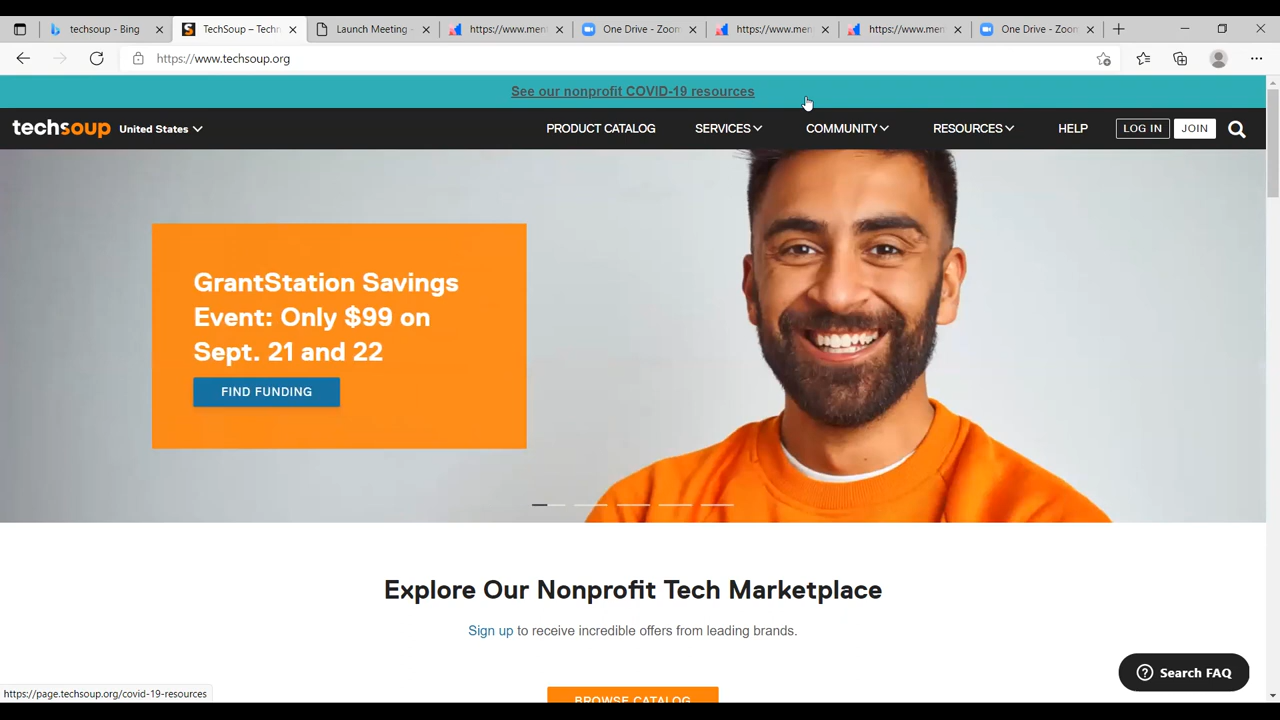 techsoup - Bing
TechSoup – Techn
Launch Meeting -
https://www.men
One Drive - Zoom
https://www.men
https://www.men
One Drive - Zoom
https://www.techsoup.org
See our nonprofit COVID-19 resources
techsoup United States PRODUCT CATALOG SERVICES COMMUNITY RESOURCES HELP LOG IN JOIN
GrantStation Savings
Event: Only $99 on
Sept. 21 and 22
FIND FUNDING
Explore Our Nonprofit Tech Marketplace
Sign up to receive incredible offers from leading brands.
Search FAQ
https://page.techsoup.org/covid-19-resources
BROWSE CATALOG